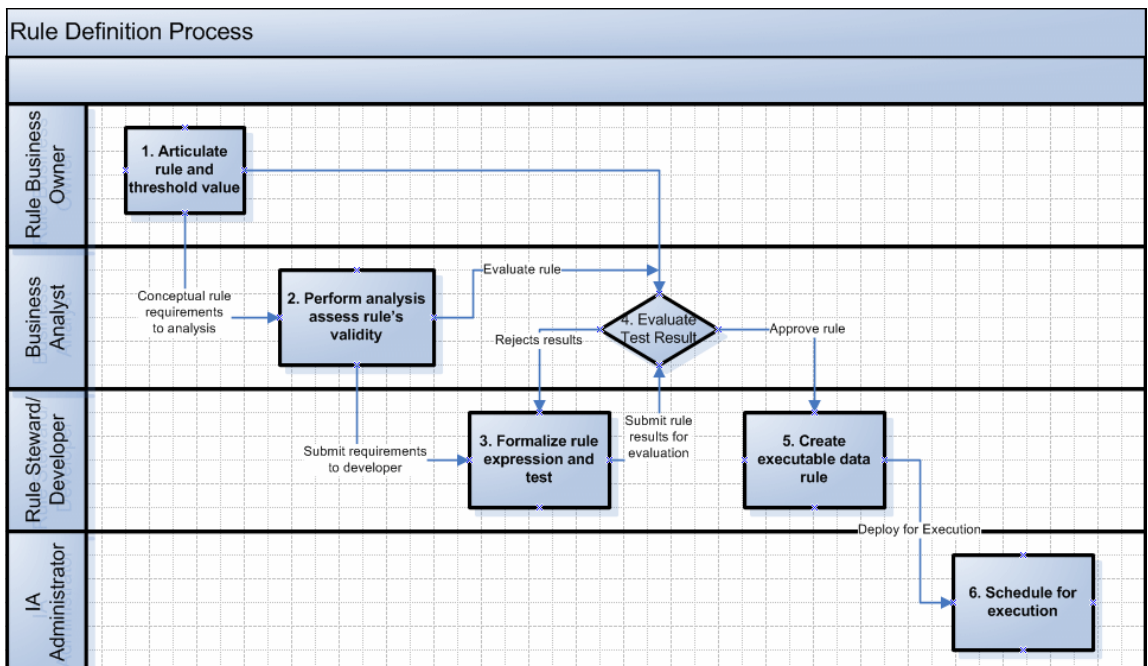 Rule Definition Process
Rule Business
Owner
1. Articulate
rule and
threshold value
Business
Analyst
Conceptual rule
requirements
to analysis
2. Perform analysis
assess rule's
validity
Evaluate rule
4. Evaluate
Test Result
Rejects results
Approve rule
Rule Steward/
Developer
Submit requirements
to developer
3. Formalize rule
expression and
test
Submit rule
results for
evaluation
5. Create
executable data
rule
Deploy for Execution
IA
Administrator
6. Schedule for
execution